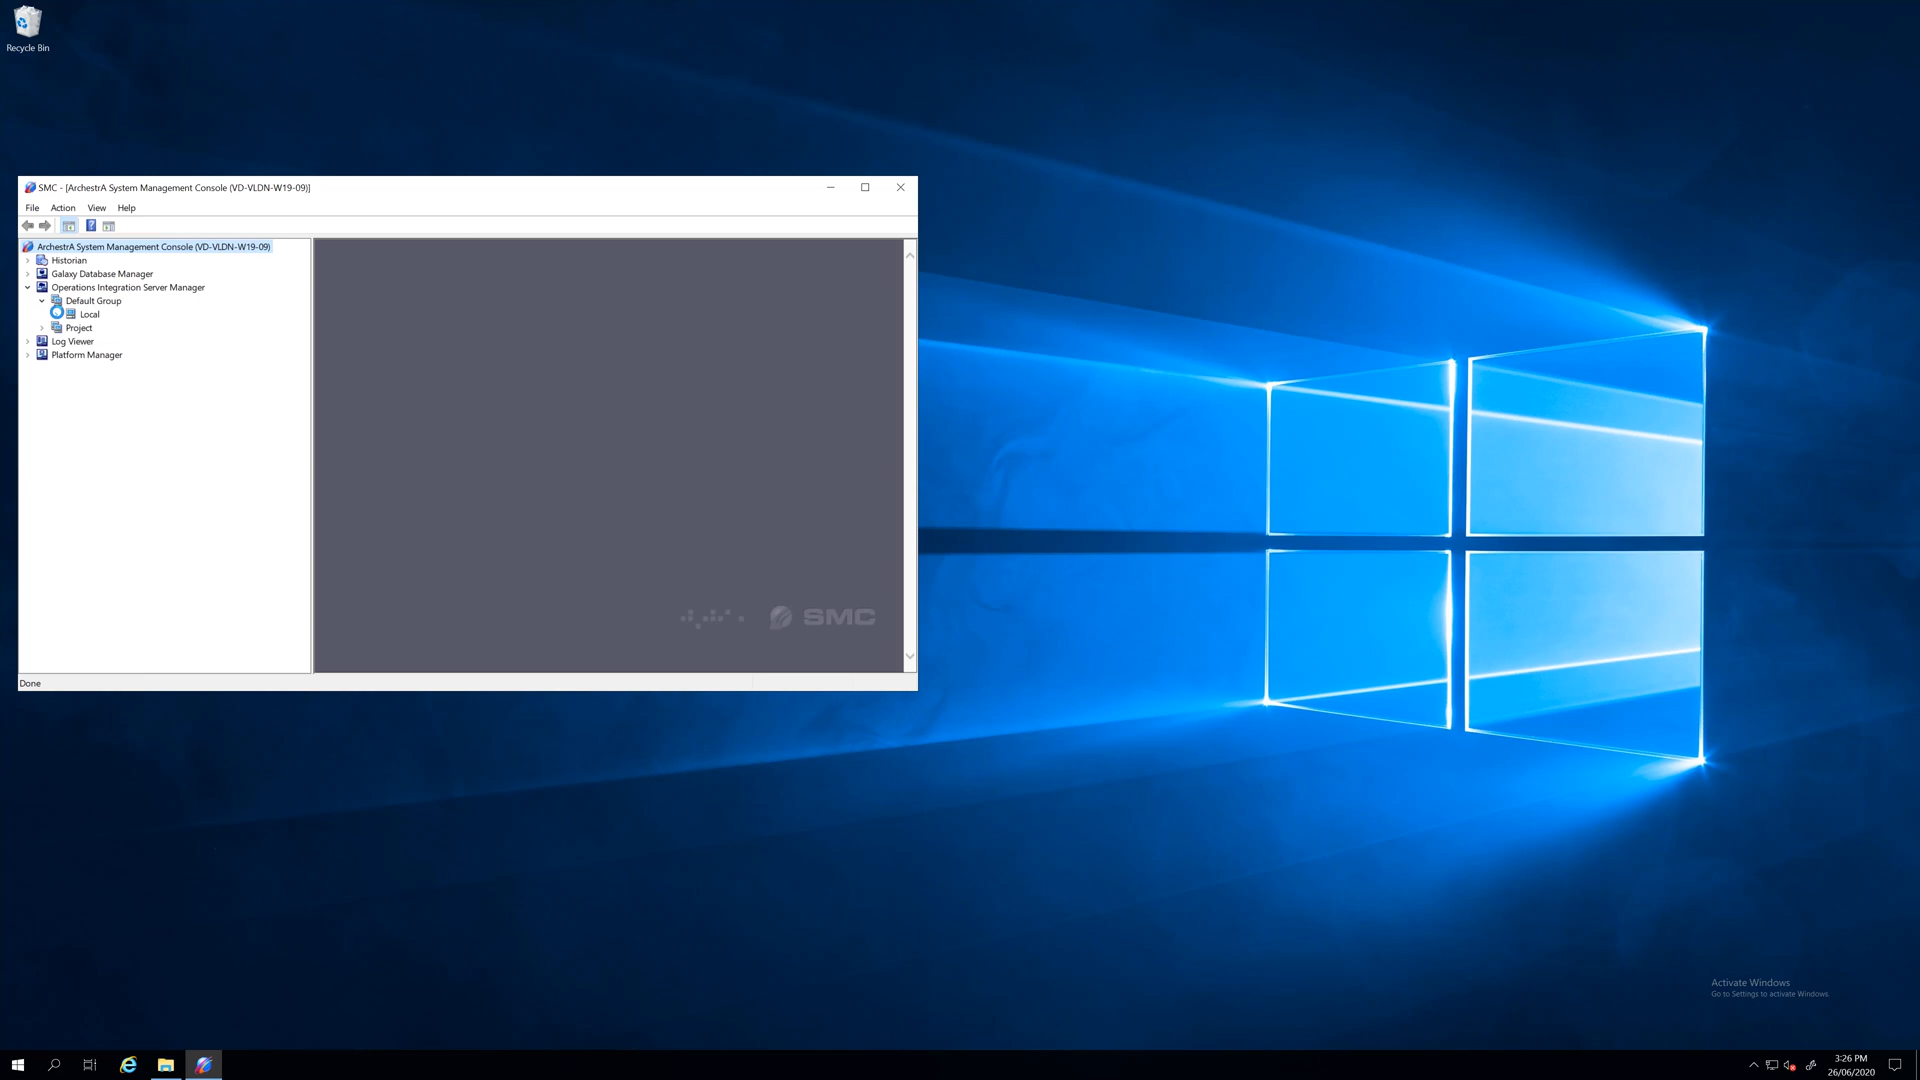 Recycle Bin
SMC - [ArchestrA System Management Console (VD-VLDN-W19-09)]
File Action View Help
ArchestrA System Management Console (VD-VLDN-W19-09)
Historian
Galaxy Database Manager
Operations Integration Server Manager
Default Group
Local
Project
Log Viewer
Platform Manager
SMC
Done
Activate Windows
Go to Settings to activate Windows.
3:26 PM
26/06/2020